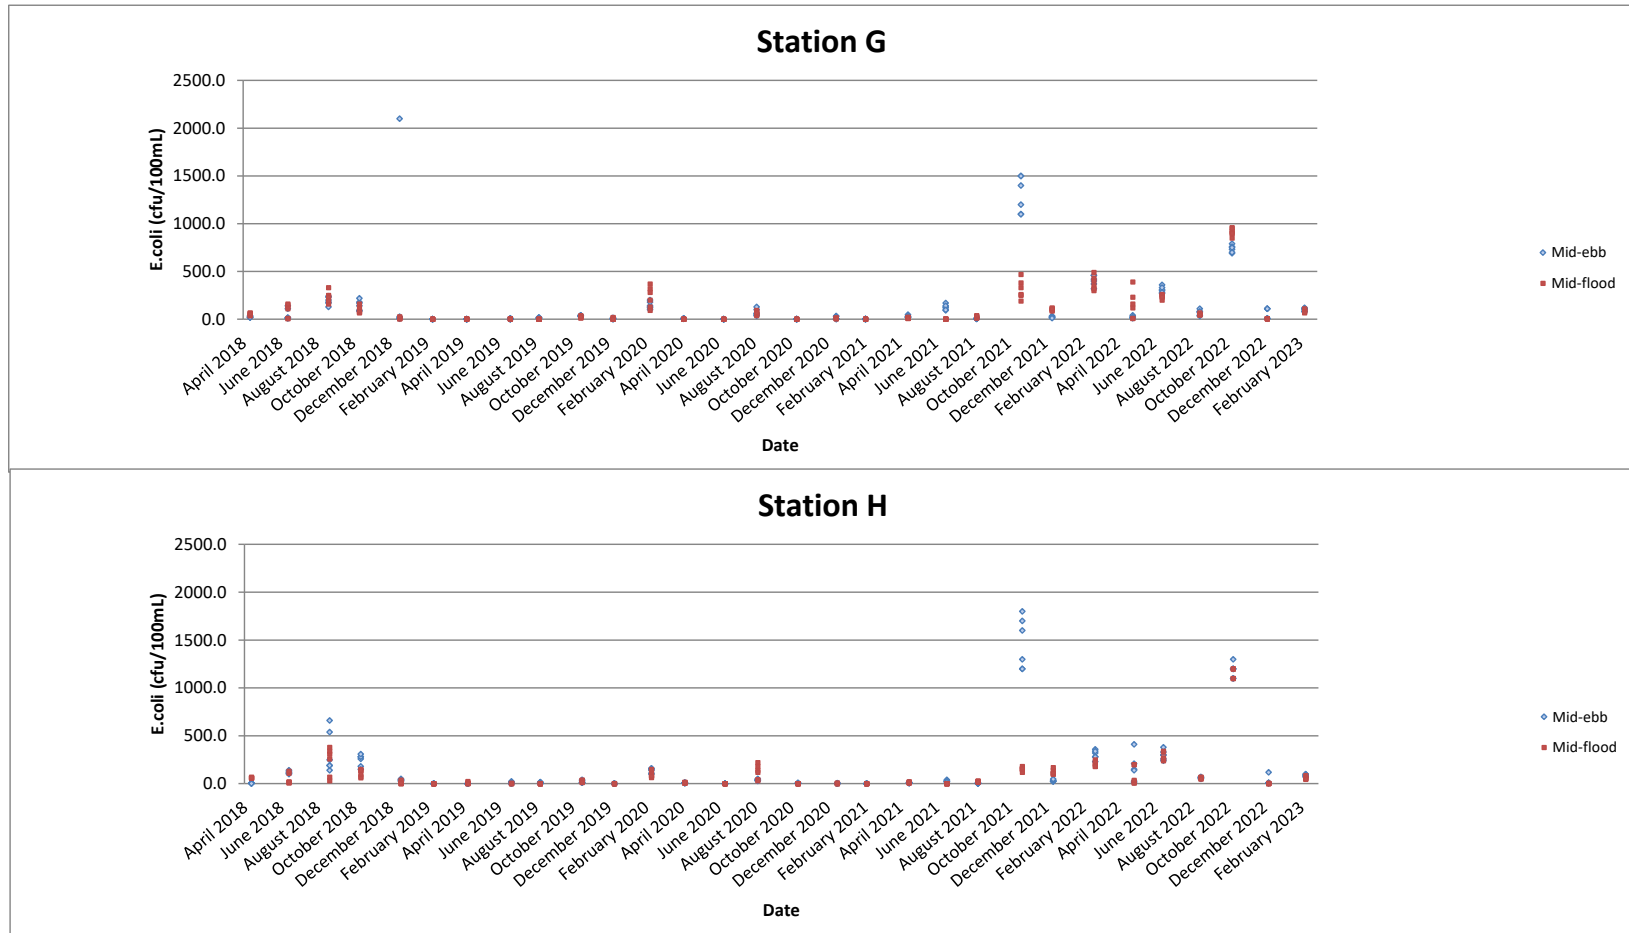 Station G
2500.0
2000.0
1500.0
1000.0
500.0
0.0
E.coli (cfu/100mL)
April 2018
June 2018
August 2018
October 2018
December 2018
February 2019
April 2019
June 2019
August 2019
October 2019
December 2019
February 2020
April 2020
June 2020
August 2020
October 2020
December 2020
February 2021
April 2021
June 2021
August 2021
October 2021
December 2021
February 2022
April 2022
June 2022
August 2022
October 2022
December 2022
February 2023
Date
Mid-ebb
Mid-flood
Station H
2500.0
2000.0
1500.0
1000.0
500.0
0.0
E.coli (cfu/100mL)
April 2018
June 2018
August 2018
October 2018
December 2018
February 2019
April 2019
June 2019
August 2019
October 2019
December 2019
February 2020
April 2020
June 2020
August 2020
October 2020
December 2020
February 2021
April 2021
June 2021
August 2021
October 2021
December 2021
February 2022
April 2022
June 2022
August 2022
October 2022
December 2022
February 2023
Date
Mid-ebb
Mid-flood